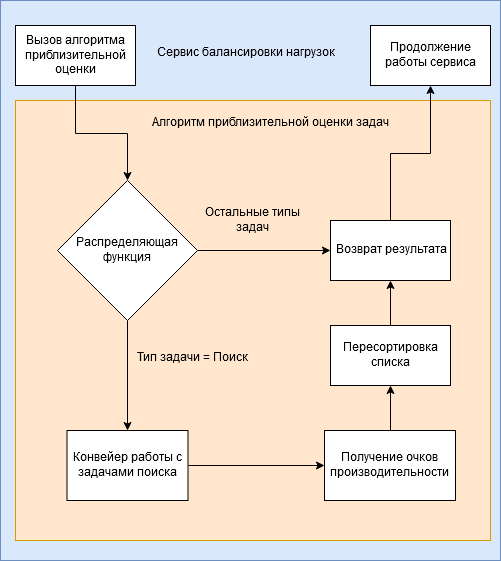 Вызов алгоритма
приблизительной
оценки
Сервис балансировки нагрузок
Продолжение
работы сервиса
Алгоритм приблизительной оценки задач
Распределяющая
функция
Остальные типы
задач
Возврат результата
Тип задачи = Поиск
Пересортировка
списка
Конвейер работы с
задачами поиска
Получение очков
производительности